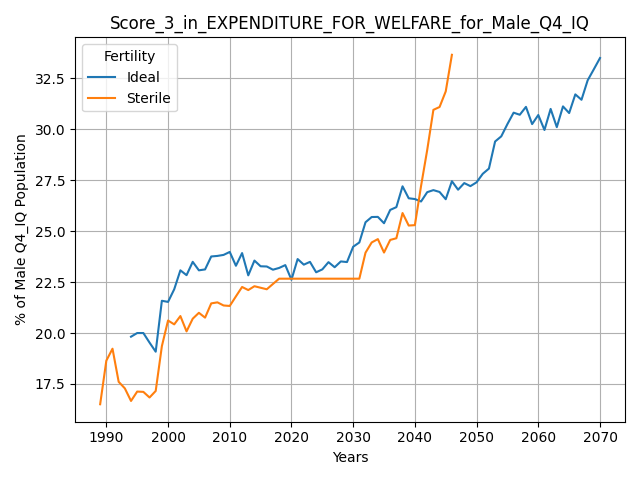 Score_3_in_EXPENDITURE_FOR_WELFARE_for_Male_Q4_IQ
Fertility
Ideal
Sterile
% of Male Q4_IQ Population
32.5
30.0
27.5
25.0
22.5
20.0
17.5
1990 2000 2010 2020 2030 2040 2050 2060 2070
Years